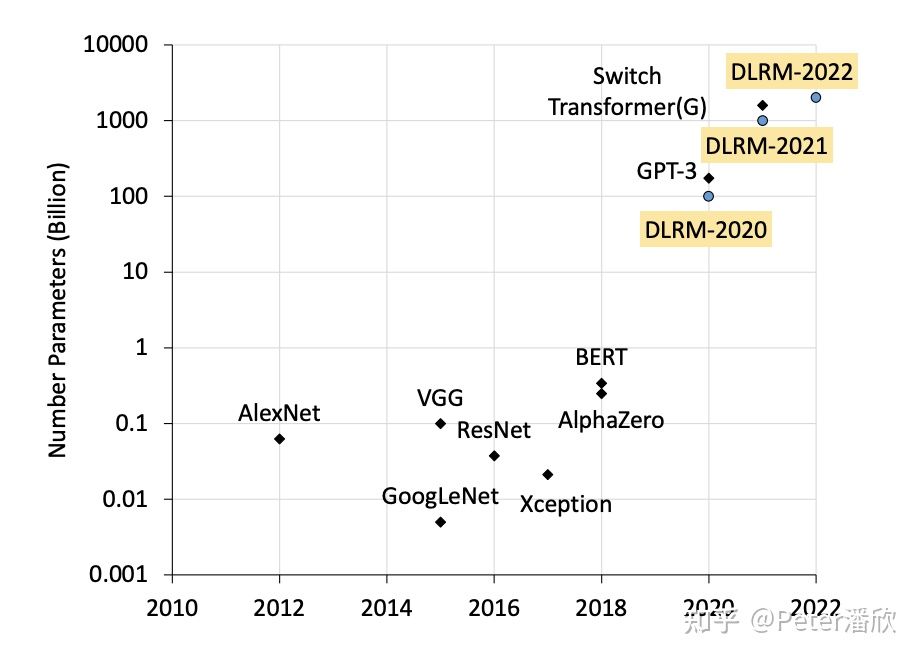 10000
1000
100
10
1
0.1
0.01
0.001
Number Parameters (Billion)
Switch
Transformer(G)
DLRM-2022
DLRM-2021
GPT-3
DLRM-2020
BERT
AlphaZero
VGG
AlexNet
ResNet
GoogLeNet
Xception
2010 2012 2014 2016 2018 2020 2022
知乎 @Peter潘欣